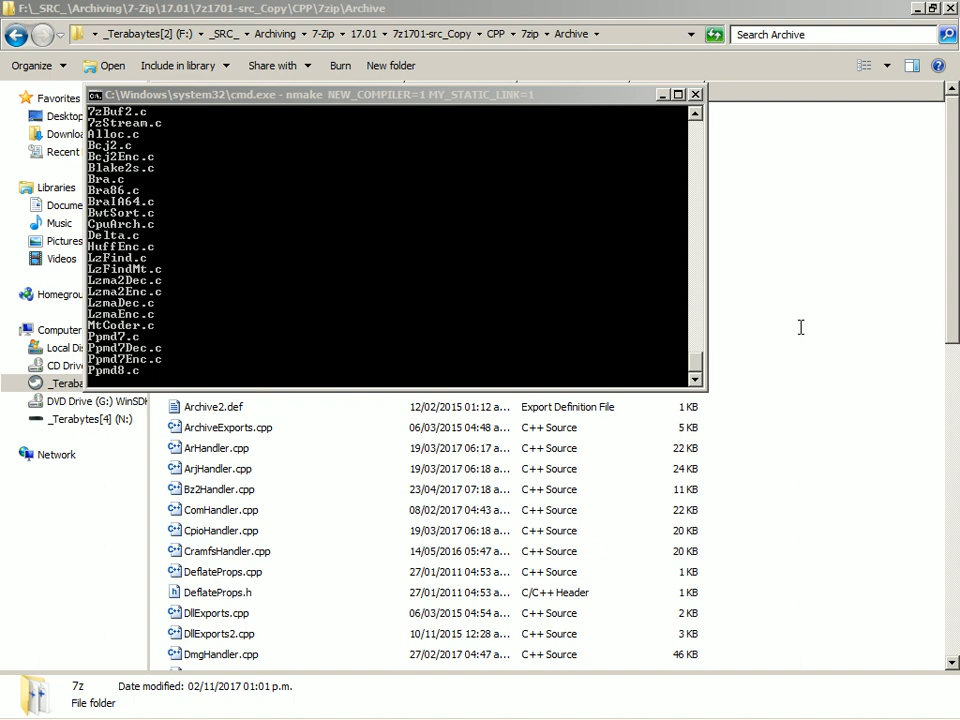 F:\_SRC_\Archiving\7-Zip\17.01\7z1701-src_Copy\CPP\7zip\Archive
_Terabaytes[2] (F:) _SRC_ Archiving 7-Zip 17.01 7z1701-src_Copy CPP 7zip Archive Search Archive
Organize Open Include in library Share with Burn New folder
C:\Windows\system32\cmd.exe - nmake NEW_COMPILER=1 MY_STATIC_LINK=1
7zBuf2.c
7zStream.c
Alloc.c
Bcj2.c
Bcj2Enc.c
Blake2s.c
Bra.c
Bra86.c
BraIA64.c
BwtSort.c
CpuArch.c
Delta.c
HuffEnc.c
LzFind.c
LzFindMt.c
Lzma2Dec.c
Lzma2Enc.c
LzmaDec.c
LzmaEnc.c
MtCoder.c
Ppmd7.c
Ppmd7Dec.c
Ppmd7Enc.c
Ppmd8.c
Favorites
Desktop
Downloa
Recent
Libraries
Docume
Music
Pictures
Videos
Homegrou
Computer
Local Di
CD Drive
_Teraba
DVD Drive (G:) WinSDK
_Terabytes[4] (N:)
Network
Archive2.def 12/02/2015 01:12 a... Export Definition File 1 KB
ArchiveExports.cpp 06/03/2015 04:48 a... C++ Source 5 KB
ArHandler.cpp 19/03/2017 06:17 a... C++ Source 22 KB
ArjHandler.cpp 19/03/2017 06:18 a... C++ Source 24 KB
Bz2Handler.cpp 23/04/2017 07:18 a... C++ Source 11 KB
ComHandler.cpp 08/02/2017 04:43 a... C++ Source 22 KB
CpioHandler.cpp 19/03/2017 06:18 a... C++ Source 20 KB
CramfsHandler.cpp 14/05/2016 05:47 a... C++ Source 20 KB
DeflateProps.cpp 27/01/2011 04:53 a... C++ Source 1 KB
DeflateProps.h 27/01/2011 04:53 a... C/C++ Header 1 KB
DllExports.cpp 06/03/2015 04:54 a... C++ Source 2 KB
DllExports2.cpp 10/11/2015 12:28 a... C++ Source 3 KB
DmgHandler.cpp 27/02/2017 04:47 a... C++ Source 46 KB
7z Date modified: 02/11/2017 01:01 p.m.
File folder